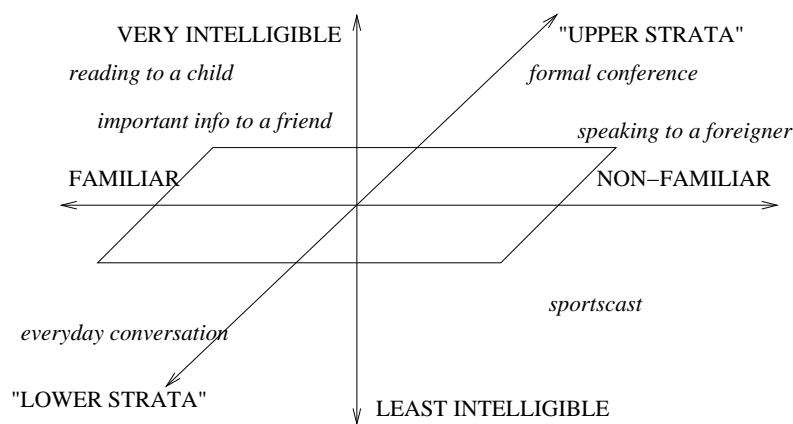 VERY INTELLIGIBLE
"UPPER STRATA"
reading to a child
formal conference
important info to a friend
speaking to a foreigner
FAMILIAR
NON−FAMILIAR
sportscast
everyday conversation
"LOWER STRATA"
LEAST INTELLIGIBLE